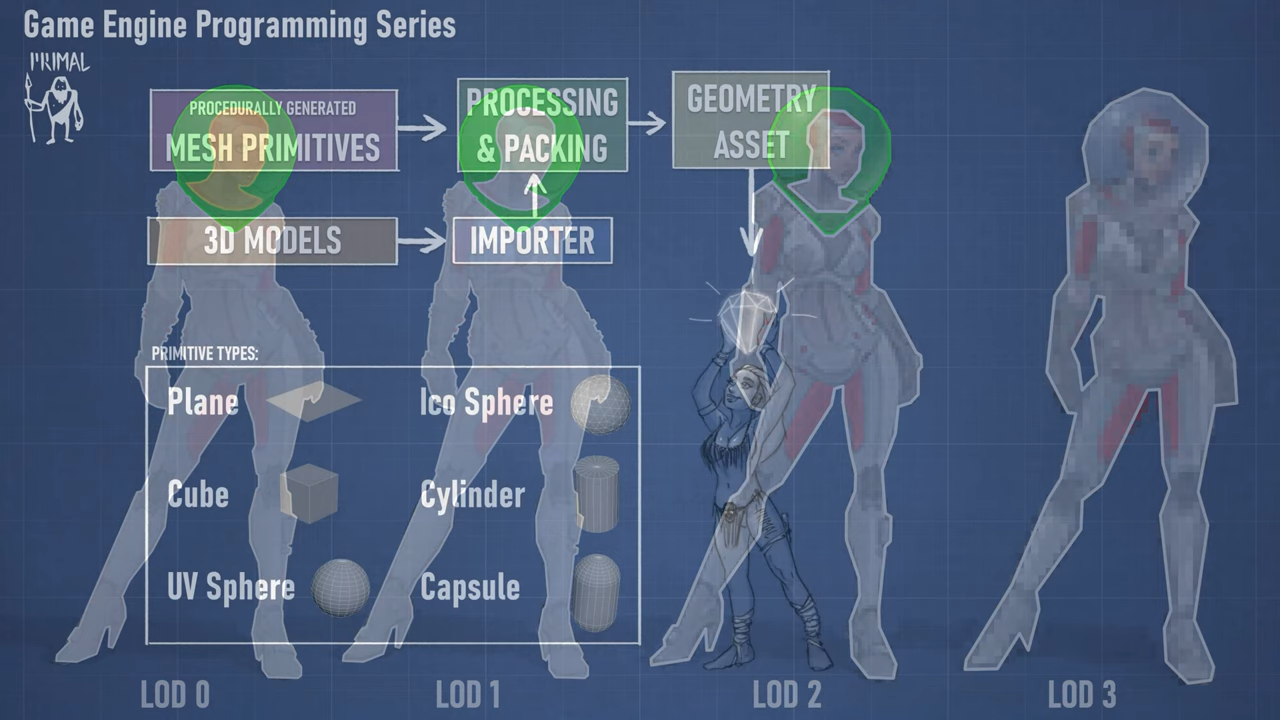 Game Engine Programming Series
PRIMAL
PROCEDURALLY GENERATED
MESH PRIMITIVES
PROCESSING
& PACKING
GEOMETRY
ASSET
3D MODELS
IMPORTER
PRIMITIVE TYPES:
Plane
Ico Sphere
Cube
Cylinder
UV Sphere
Capsule
LOD 0
LOD 1
LOD 2
LOD 3